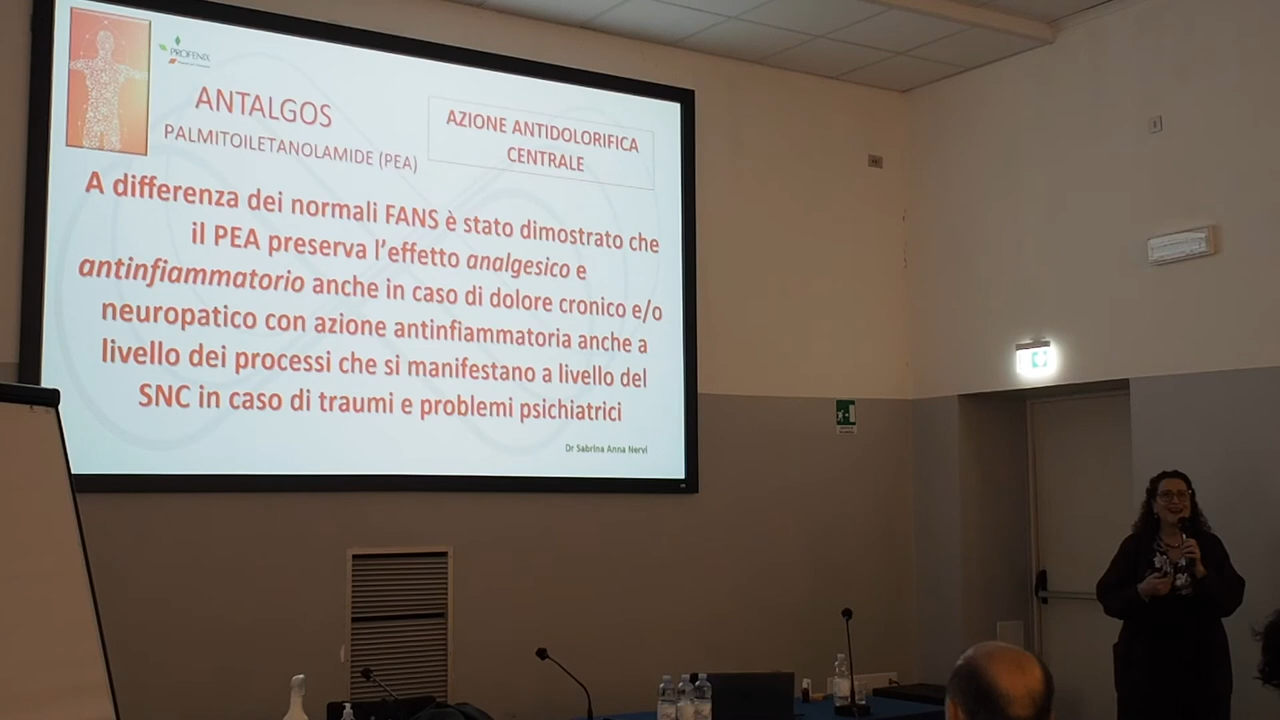 PROFENIX
ANTALGOS
PALMITOILETANOLAMIDE (PEA)
AZIONE ANTIDOLORIFICA
CENTRALE
A differenza dei normali FANS è stato dimostrato che
il PEA preserva l'effetto analgesico e
antinfiammatorio anche in caso di dolore cronico e/o
neuropatico con azione antinfiammatoria anche a
livello dei processi che si manifestano a livello del
SNC in caso di traumi e problemi psichiatrici
Dr Sabrina Anna Nervi